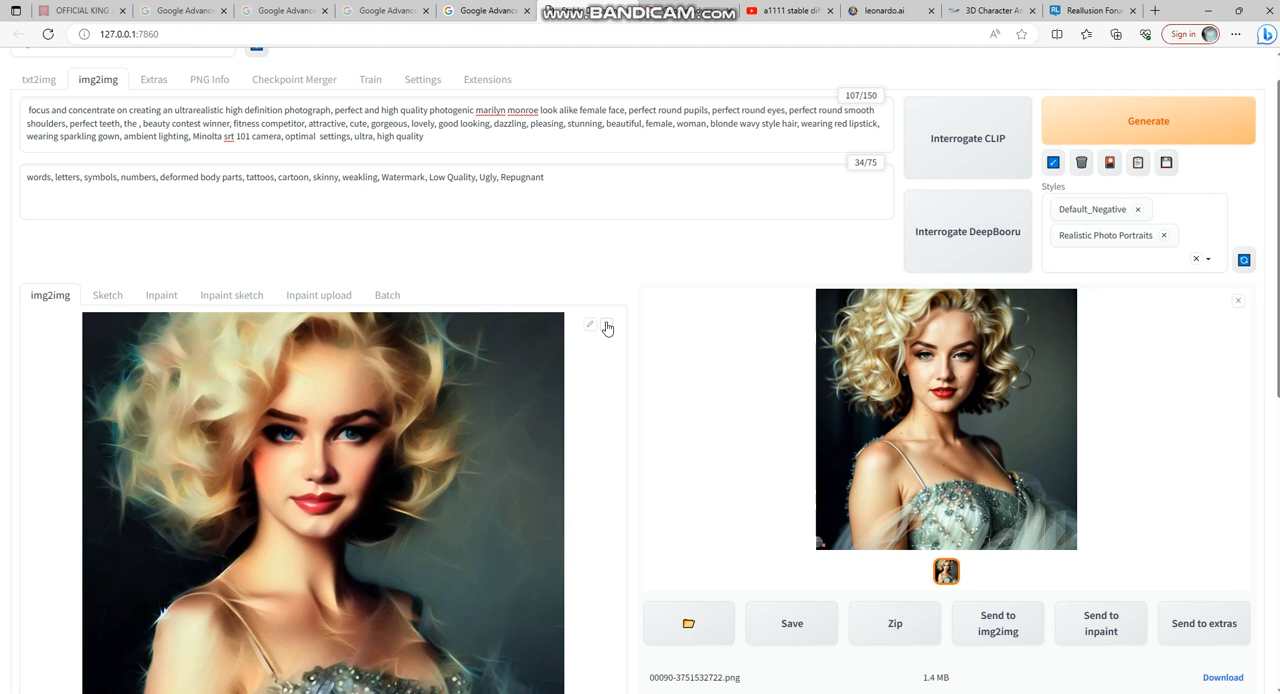 OFFICIAL KING
Google Advance
Google Advance
Google Advance
Google Advance
www.BANDICAM.com
a1111 stable dif
leonardo.ai
3D Character An
Reallusion Foru
127.0.0.1:7860
Sign in
txt2img
img2img
Extras
PNG Info
Checkpoint Merger
Train
Settings
Extensions
107/150
focus and concentrate on creating an ultrarealistic high definition photograph, perfect and high quality photogenic marilyn monroe look alike female face, perfect round pupils, perfect round eyes, perfect round smooth
shoulders, perfect teeth, the , beauty contest winner, fitness competitor, attractive, cute, gorgeous, lovely, good looking, dazzling, pleasing, stunning, beautiful, female, woman, blonde wavy style hair, wearing red lipstick,
wearing sparkling gown, ambient lighting, Minolta srt 101 camera, optimal settings, ultra, high quality
34/75
words, letters, symbols, numbers, deformed body parts, tattoos, cartoon, skinny, weakling, Watermark, Low Quality, Ugly, Repugnant
Interrogate CLIP
Interrogate DeepBooru
Generate
Styles
Default_Negative
Realistic Photo Portraits
img2img
Sketch
Inpaint
Inpaint sketch
Inpaint upload
Batch
Save
Zip
Send to
img2img
Send to
inpaint
Send to extras
00090-3751532722.png
1.4 MB
Download